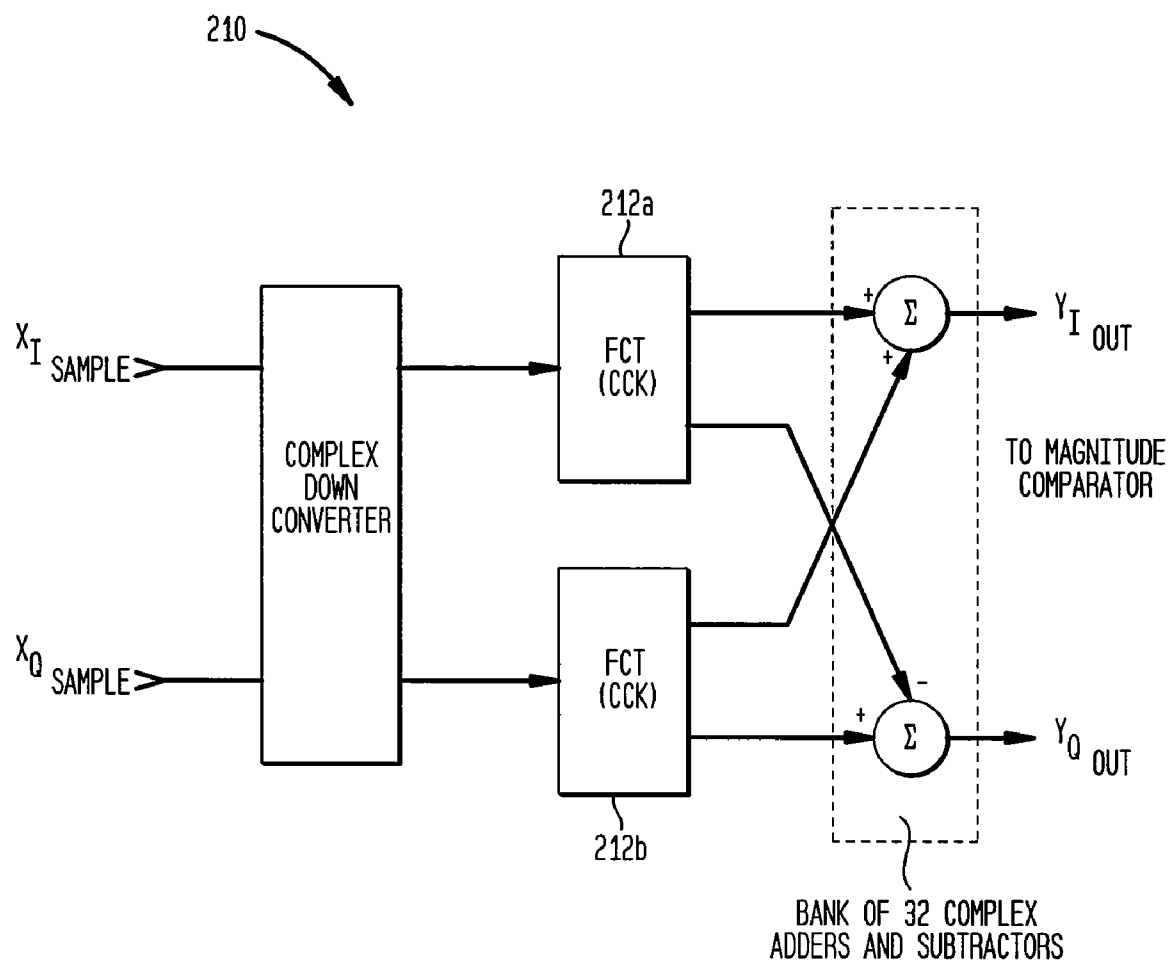 210
212a
X_I SAMPLE
COMPLEX
DOWN
CONVERTER
FCT
(CCK)
+
Σ
+
Y_I OUT
TO MAGNITUDE
COMPARATOR
X_Q SAMPLE
FCT
(CCK)
-
+
Σ
Y_Q OUT
212b
BANK OF 32 COMPLEX
ADDERS AND SUBTRACTORS